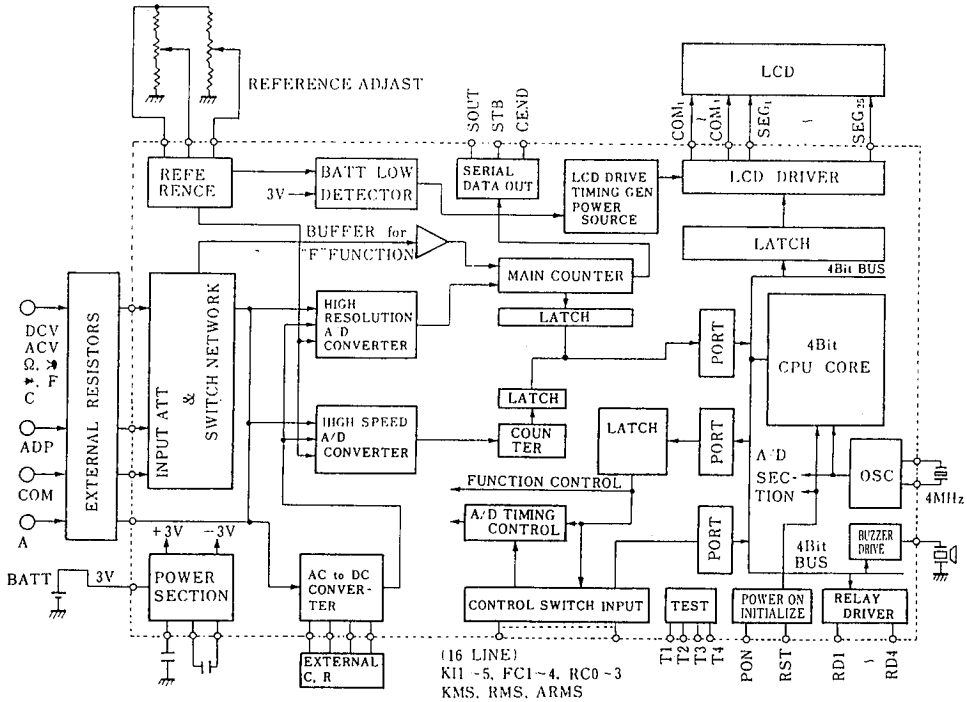 REFERENCE ADJAST
LCD
SOUT
STB
CEND
COM1
~
COM
SEG1
~
SEG25
REFE
RENCE
BATT LOW
DETECTOR
3V
SERIAL
DATA OUT
LCD DRIVE
TIMING GEN
POWER
SOURCE
LCD DRIVER
LATCH
4Bit BUS
BUFFER for
"F" FUNCTION
MAIN COUNTER
LATCH
DCV
ACV
Ω,
, F
C
ADP
COM
A
EXTERNAL RESISTORS
INPUT ATT
&
SWITCH NETWORK
HIGH
RESOLUTION
A/D
CONVERTER
PORT
4Bit
CPU CORE
LATCH
HIGH SPEED
A/D
CONVERTER
COUN
TER
LATCH
PORT
A/D
SEC-
TION
OSC
4MHz
FUNCTION CONTROL
A/D TIMING
CONTROL
PORT
4Bit
BUS
BUZZER
DRIVE
+3V
-3V
BATT
3V
POWER
SECTION
AC to DC
CONVER-
TER
CONTROL SWITCH INPUT
TEST
POWER ON
INITIALIZE
RELAY
DRIVER
EXTERNAL
C, R
T1
T2
T3
T4
PON
RST
RD1
~
RD4
(16 LINE)
KI1~5, FC1~4, RC0~3
KMS, RMS, ARMS